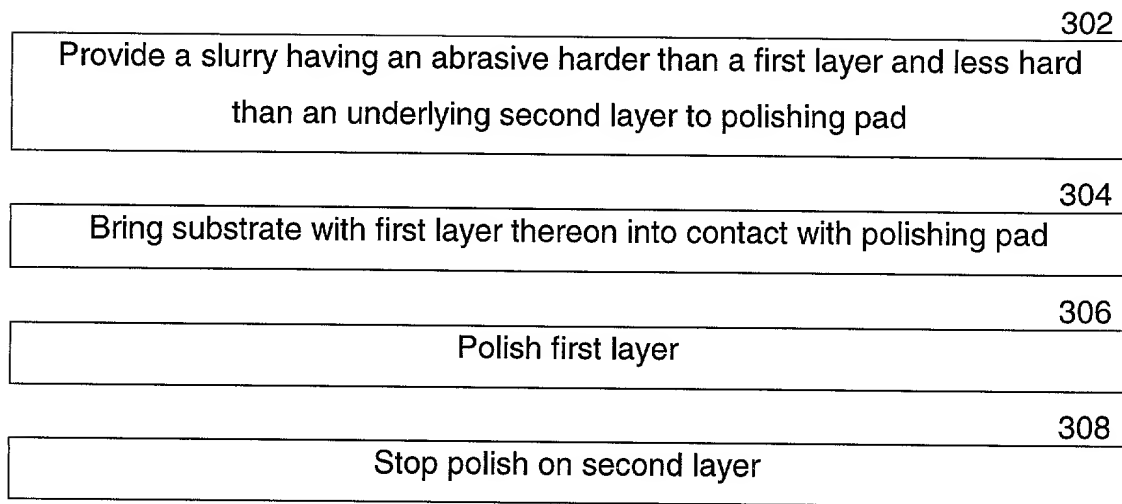 302
Provide a slurry having an abrasive harder than a first layer and less hard
than an underlying second layer to polishing pad
304
Bring substrate with first layer thereon into contact with polishing pad
306
Polish first layer
308
Stop polish on second layer